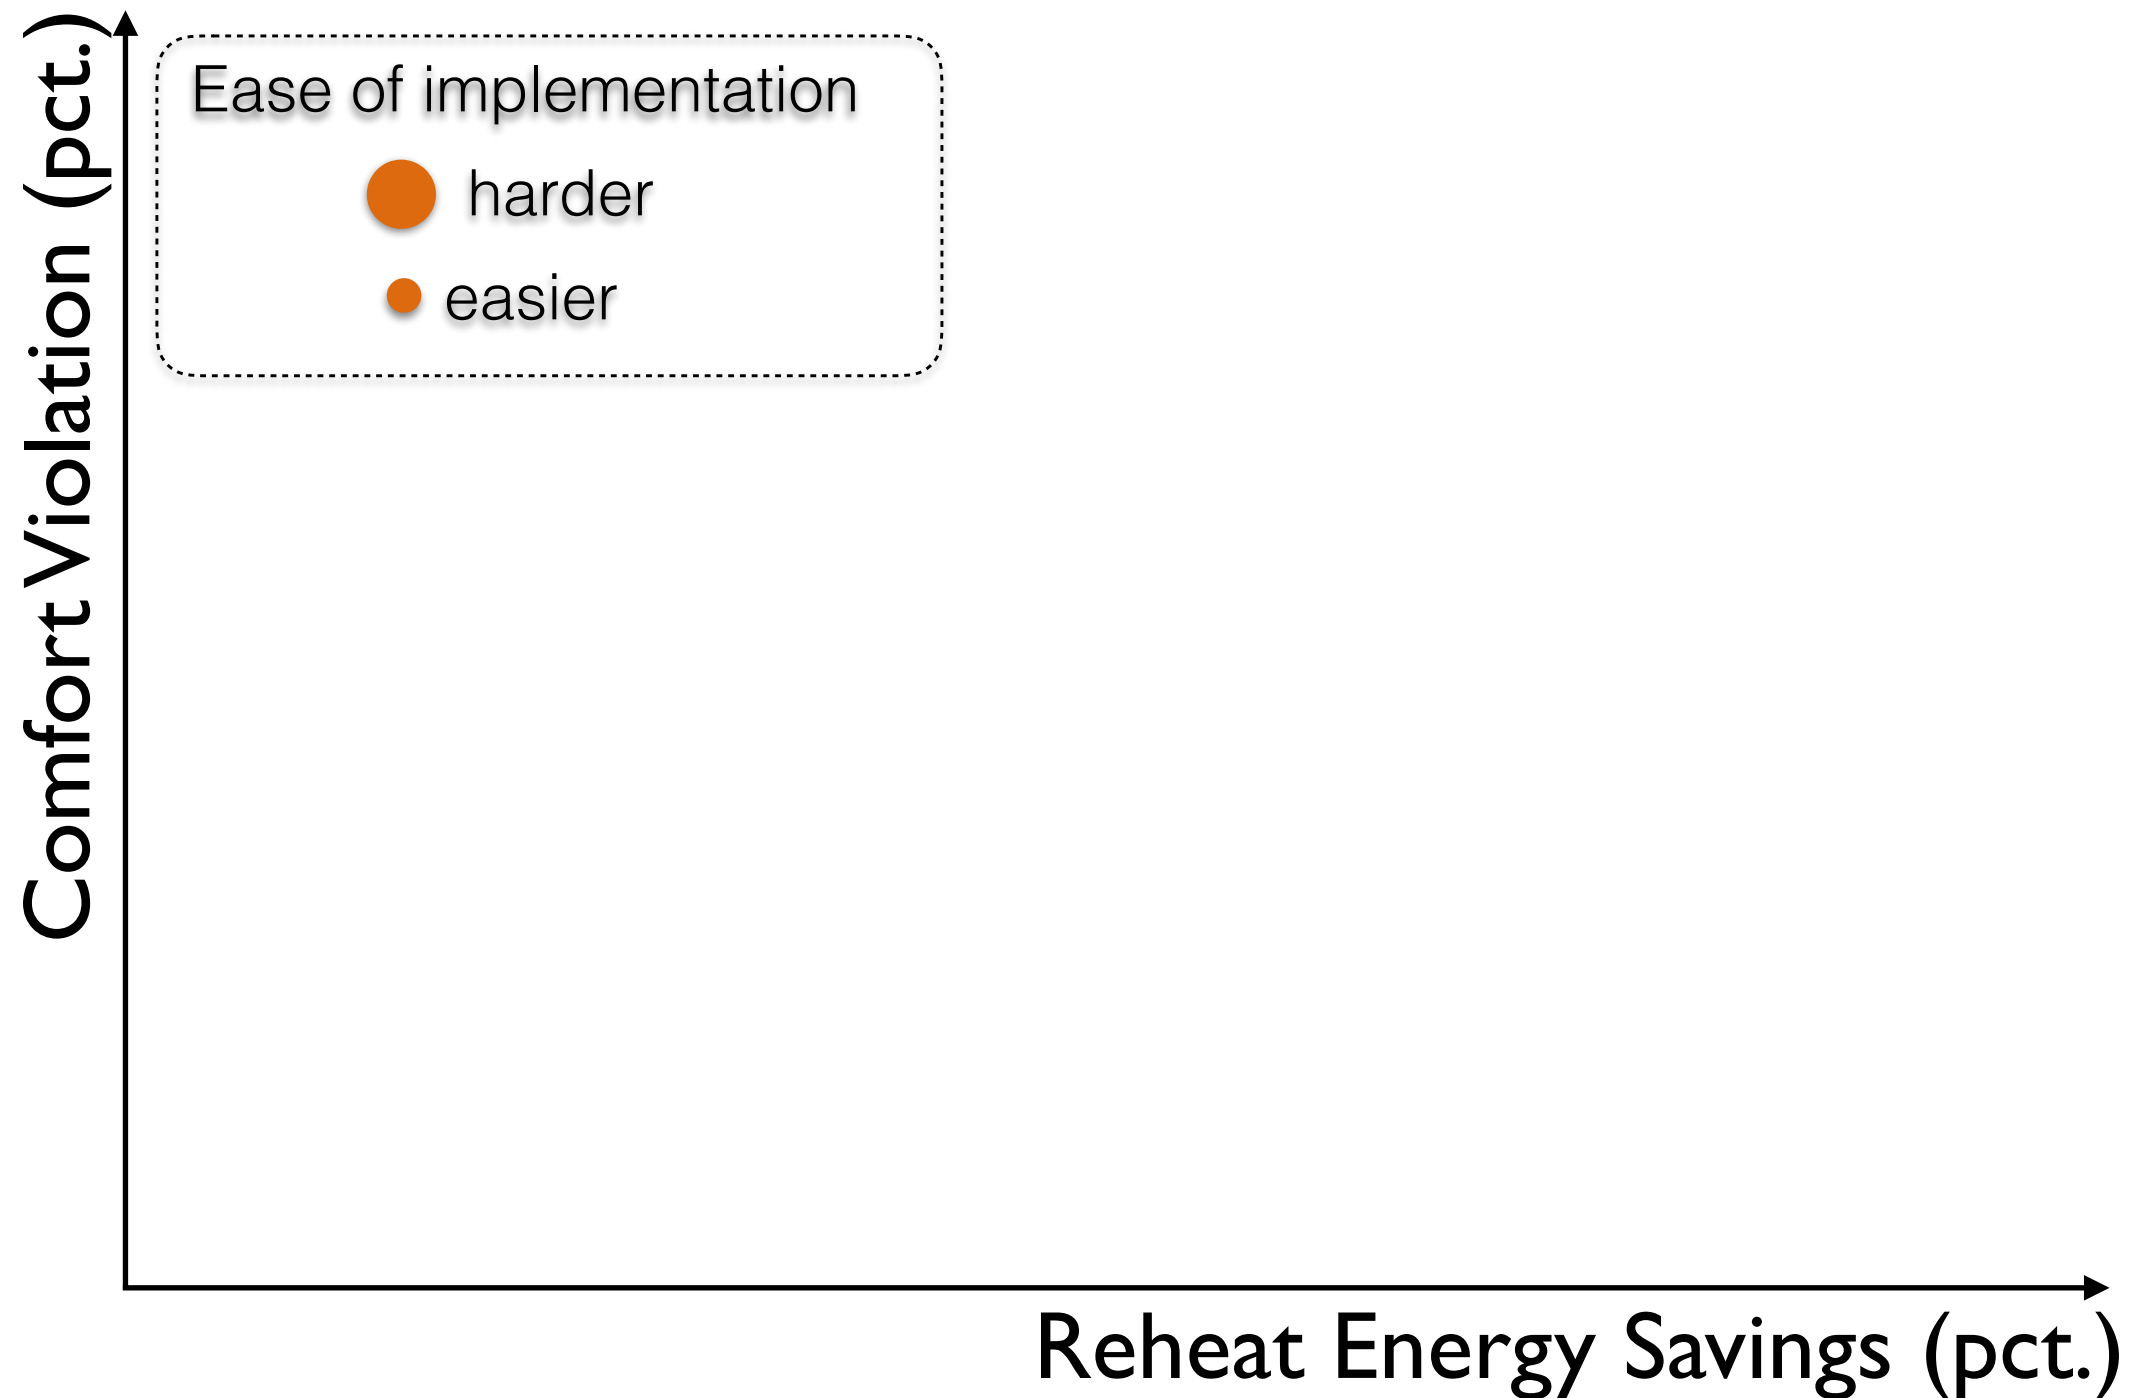 Comfort Violation (pct.)
Ease of implementation
harder
easier
Reheat Energy Savings (pct.)